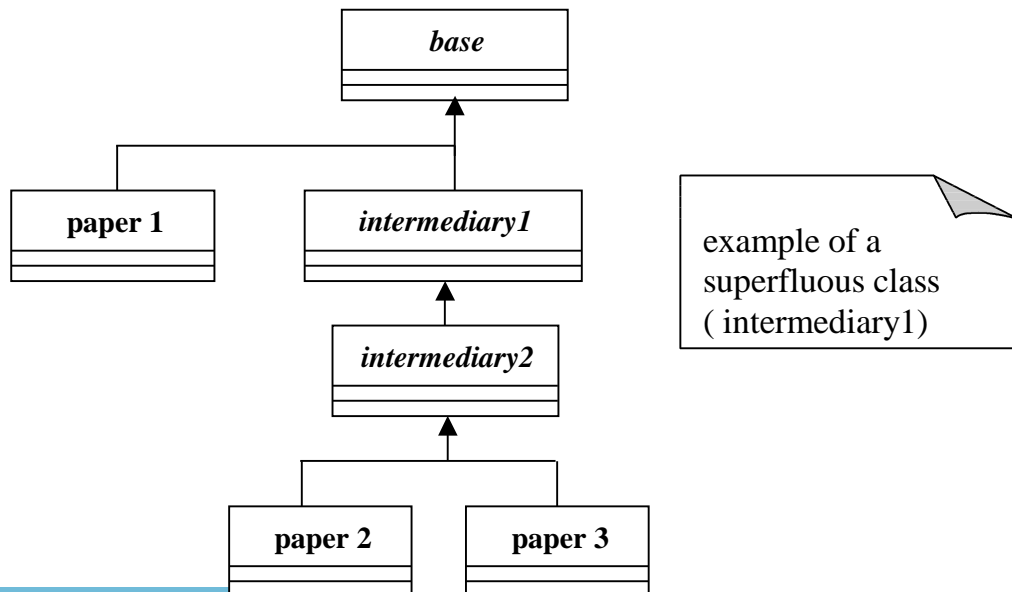 base
paper 1
intermediary1
example of a
superfluous class
( intermediary1)
intermediary2
paper 2
paper 3